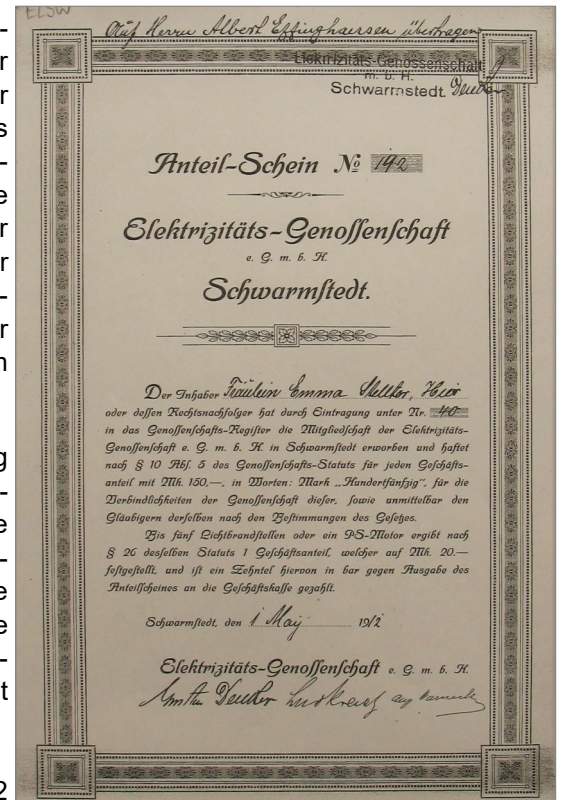 ELSW
Auf Herrn Albert Effinghausen übertragen
Elektrizitäts-Genossenschaft
m. b. H.
Schwarmstedt.
Anteil-Schein № 192
Elektrizitäts-Genoſſenſchaft
e. G. m. b. H.
Schwarmſtedt.
Der Inhaber Fräulein Emma Hier
oder deſſen Rechtsnachfolger hat durch Eintragung unter Nr. 40
in das Genoſſenſchafts-Regiſter die Mitgliedſchaft der Elektrizitäts-
Genoſſenſchaft e. G. m. b. H. in Schwarmſtedt erworben und haftet
nach § 10 Abſ. 5 des Genoſſenſchafts-Statuts für jeden Geſchäfts-
anteil mit Mk. 150,—, in Worten: Mark „Hundertfünfzig“, für die
Verbindlichkeiten der Genoſſenſchaft dieſer, ſowie unmittelbar den
Gläubigern derſelben nach den Beſtimmungen des Geſetzes.
Bis fünf Lichtbrandſtellen oder ein PS-Motor ergibt nach
§ 26 desſelben Statuts 1 Geſchäftsanteil, welcher auf Mk. 20.—
feſtgeſtellt, und iſt ein Zehntel hiervon in bar gegen Ausgabe des
Anteilſcheines an die Geſchäftskaſſe gezahlt.
Schwarmſtedt, den 1 May 1912
Elektrizitäts-Genoſſenſchaft e. G. m. b. H.